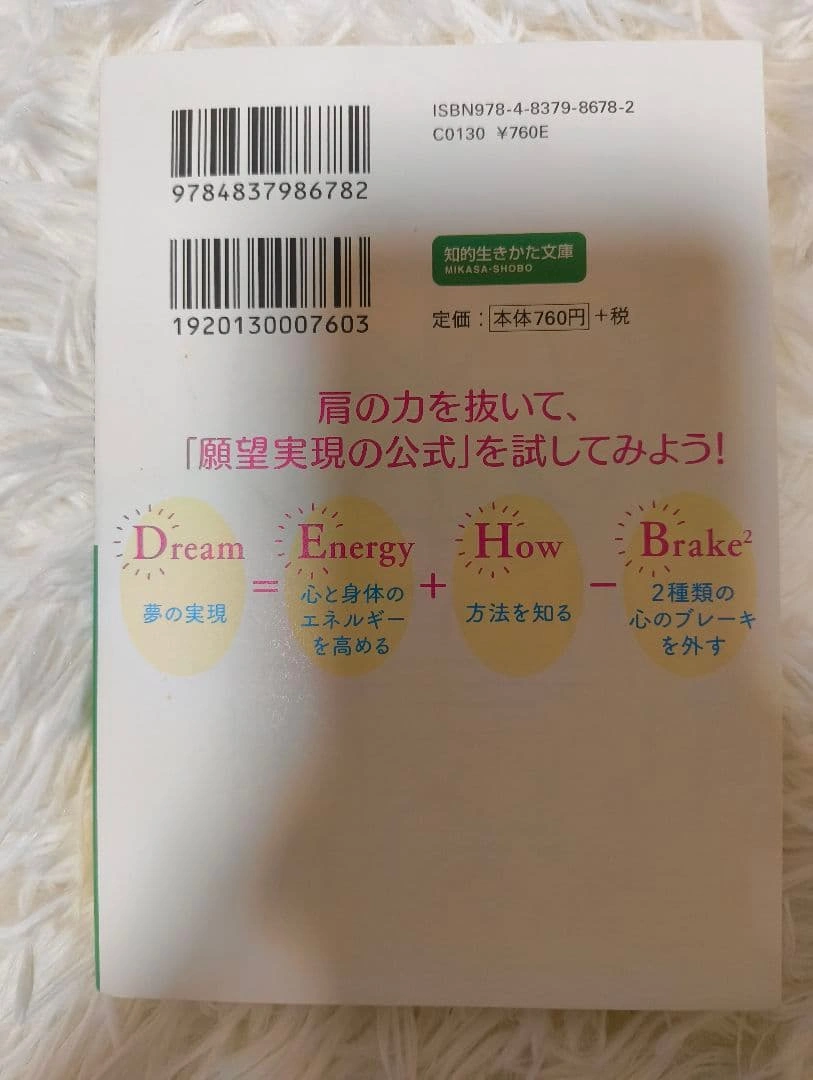 ISBN978-4-8379-8678-2
C0130 ¥760E
9784837986782
知的生きかた文庫
MIKASA-SHOBO
1920130007603
定価：本体760円+税
肩の力を抜いて、
「願望実現の公式」を試してみよう！
Dream = Energy + How − Brake²
夢の実現
心と身体の
エネルギー
を高める
方法を知る
2種類の
心のブレーキ
を外す